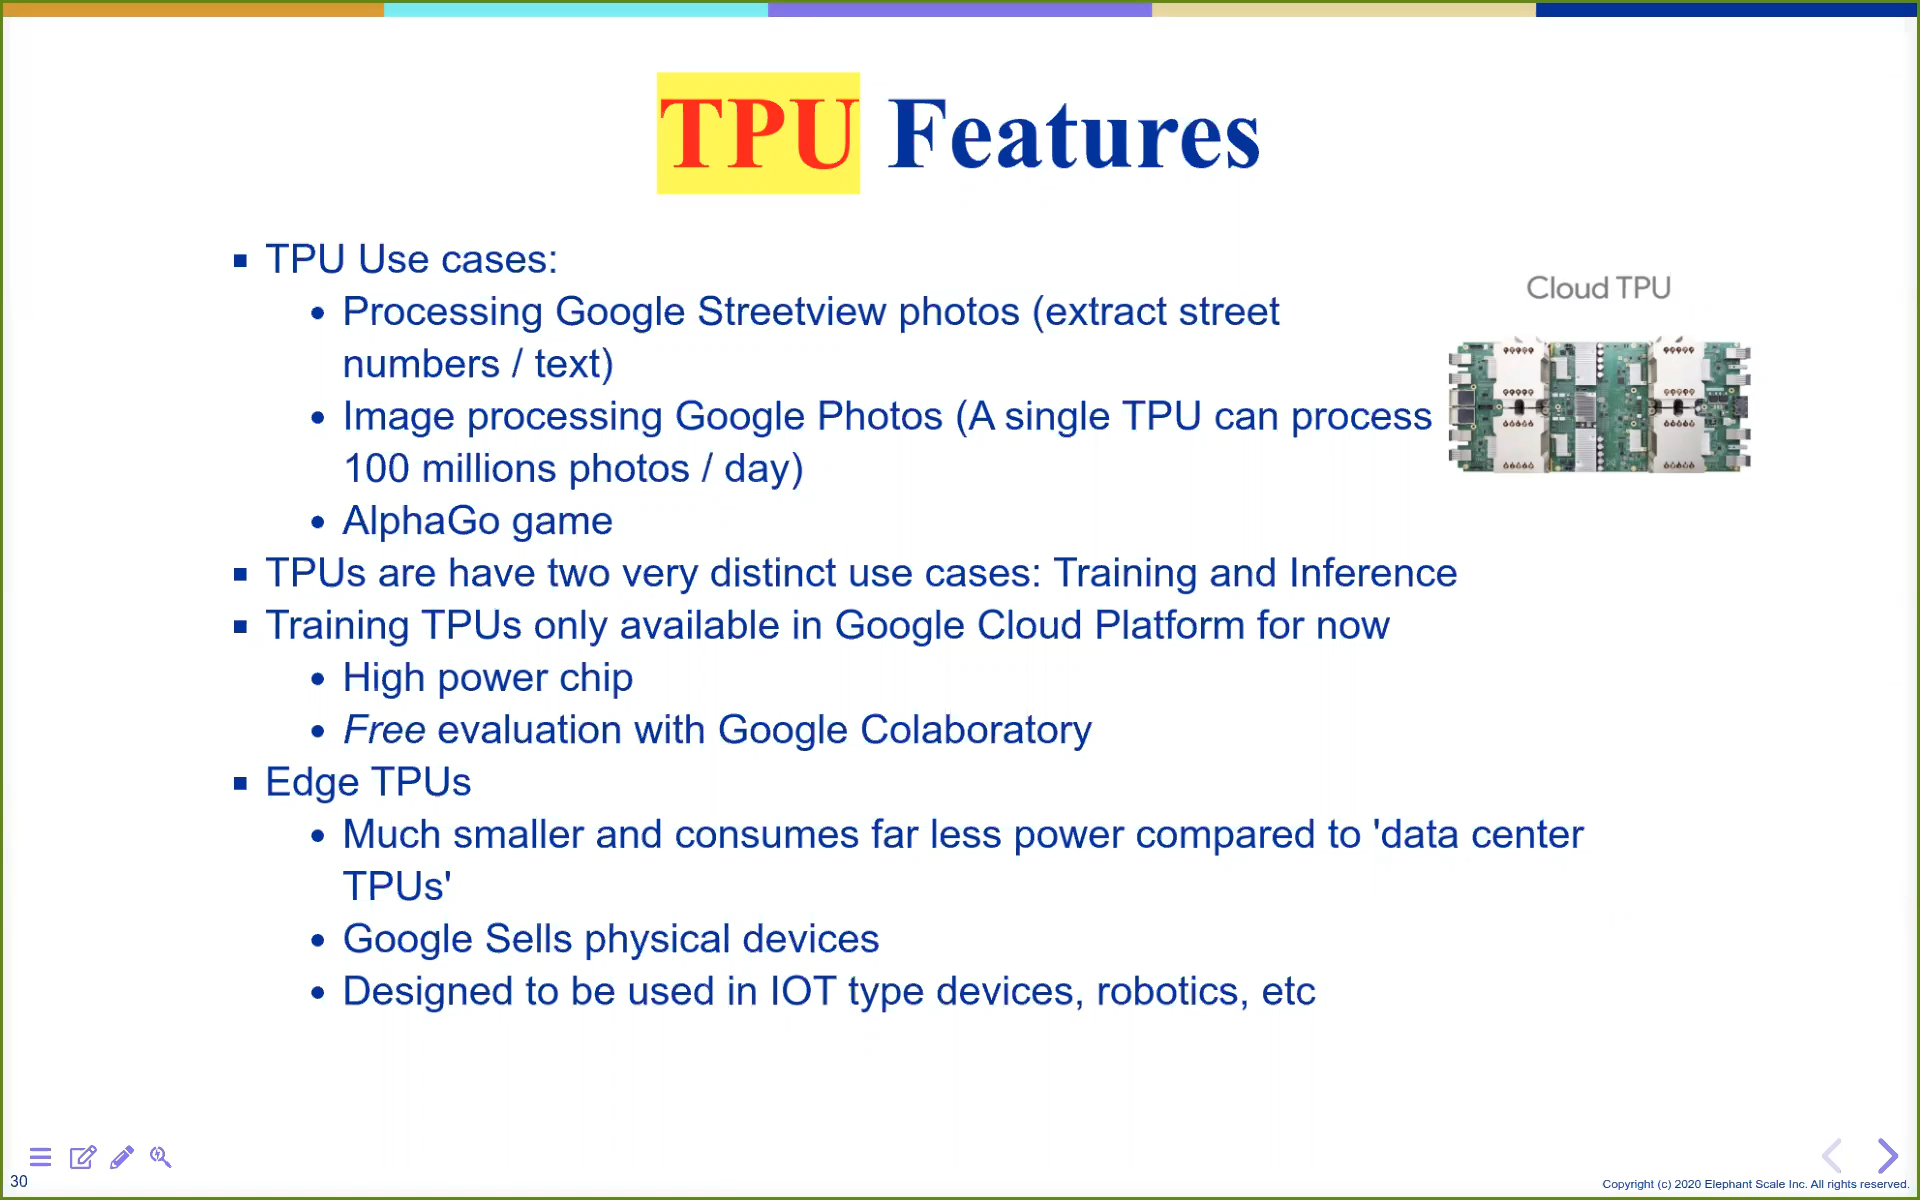 TPU Features
TPU Use cases:
Processing Google Streetview photos (extract street
numbers / text)
Image processing Google Photos (A single TPU can process
100 millions photos / day)
AlphaGo game
TPUs are have two very distinct use cases: Training and Inference
Training TPUs only available in Google Cloud Platform for now
High power chip
Free evaluation with Google Colaboratory
Edge TPUs
Much smaller and consumes far less power compared to 'data center
TPUs'
Google Sells physical devices
Designed to be used in IOT type devices, robotics, etc
Cloud TPU
30
Copyright (c) 2020 Elephant Scale Inc. All rights reserved.